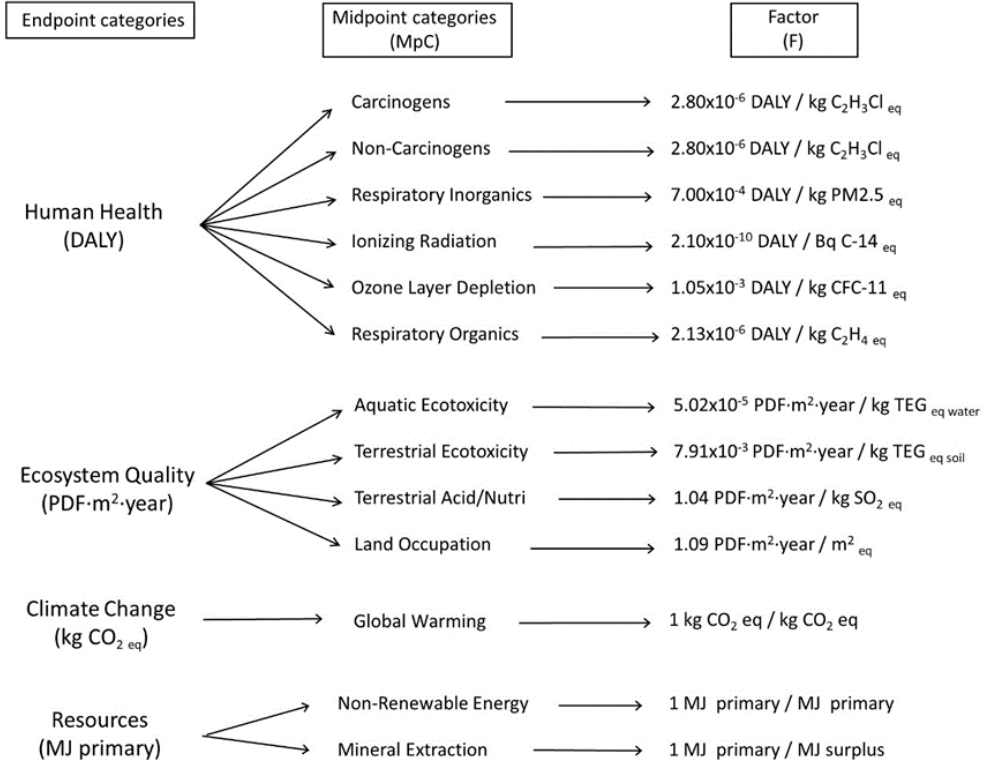 Endpoint categories
Midpoint categories
(MpC)
Factor
(F)
Human Health
(DALY)
Carcinogens
2.80x10⁻⁶ DALY / kg C₂H₃Cl eq
Non-Carcinogens
2.80x10⁻⁶ DALY / kg C₂H₃Cl eq
Respiratory Inorganics
7.00x10⁻⁴ DALY / kg PM2.5 eq
Ionizing Radiation
2.10x10⁻¹⁰ DALY / Bq C-14 eq
Ozone Layer Depletion
1.05x10⁻³ DALY / kg CFC-11 eq
Respiratory Organics
2.13x10⁻⁶ DALY / kg C₂H₄ eq
Ecosystem Quality
(PDF·m²·year)
Aquatic Ecotoxicity
5.02x10⁻⁵ PDF·m²·year / kg TEG eq water
Terrestrial Ecotoxicity
7.91x10⁻³ PDF·m²·year / kg TEG eq soil
Terrestrial Acid/Nutri
1.04 PDF·m²·year / kg SO₂ eq
Land Occupation
1.09 PDF·m²·year / m² eq
Climate Change
(kg CO₂ eq)
Global Warming
1 kg CO₂ eq / kg CO₂ eq
Resources
(MJ primary)
Non-Renewable Energy
1 MJ primary / MJ primary
Mineral Extraction
1 MJ primary / MJ surplus